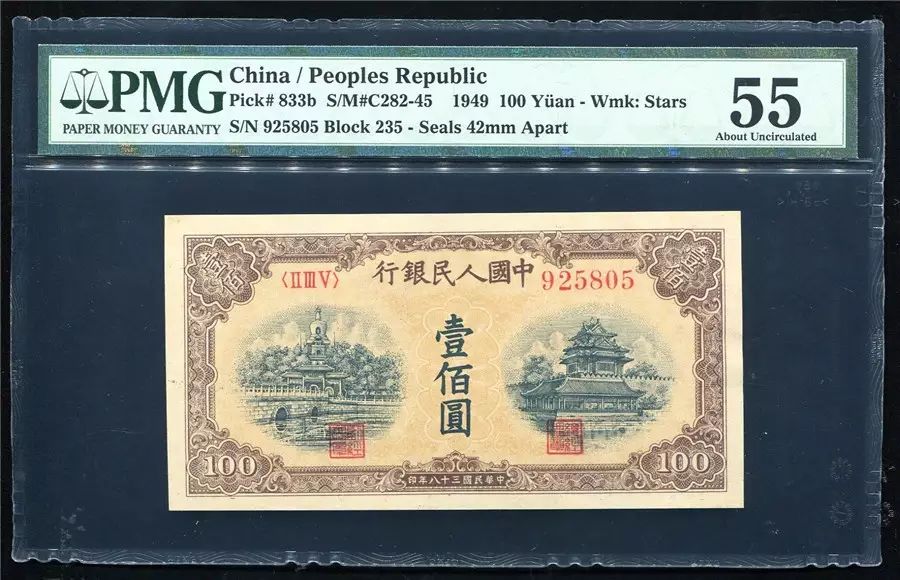 PMG
PAPER MONEY GUARANTY
China / Peoples Republic
Pick# 833b S/M#C282-45 1949 100 Yüan - Wmk: Stars
S/N 925805 Block 235 - Seals 42mm Apart
55
About Uncirculated
中國人民銀行
〈ⅡⅢⅤ〉
925805
壹佰
壹佰
壹佰圓
100
100
中華民國三十八年印